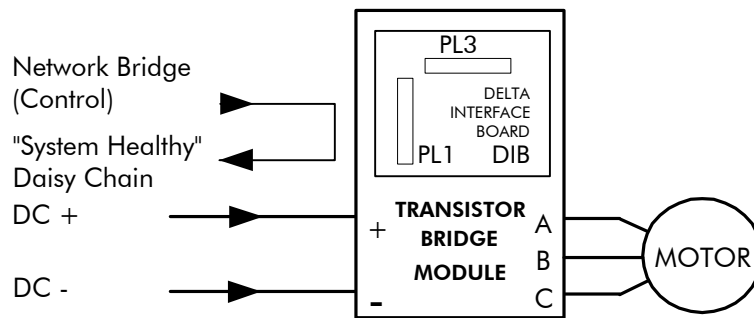 Network Bridge
(Control)
"System Healthy"
Daisy Chain
DC +
DC -
PL3
DELTA
INTERFACE
BOARD
PL1 DIB
+ TRANSISTOR A
BRIDGE B
MODULE
- C
MOTOR